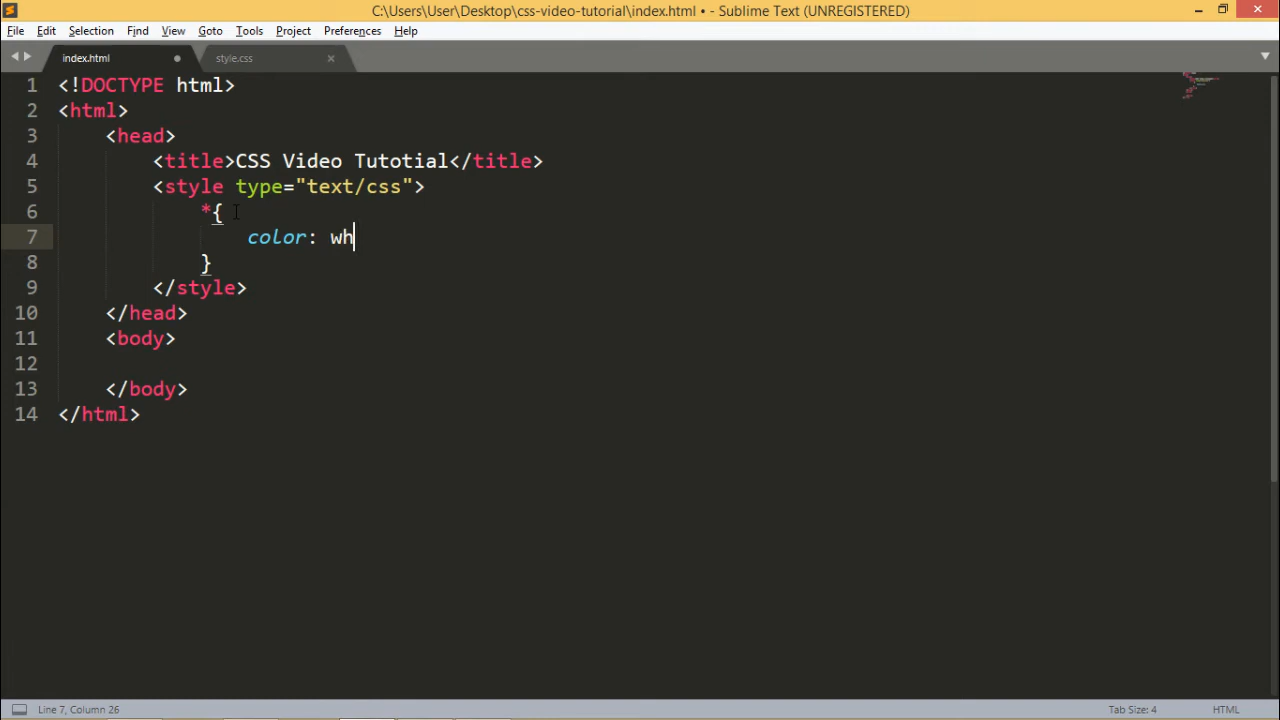 C:\Users\User\Desktop\css-video-tutorial\index.html • - Sublime Text (UNREGISTERED)
File Edit Selection Find View Goto Tools Project Preferences Help
index.html style.css
1 <!DOCTYPE html>
2 <html>
3 <head>
4 <title>CSS Video Tutotial</title>
5 <style type="text/css">
6 *{
7 color: wh
8 }
9 </style>
10 </head>
11 <body>
12
13 </body>
14 </html>
Line 7, Column 26 Tab Size: 4 HTML